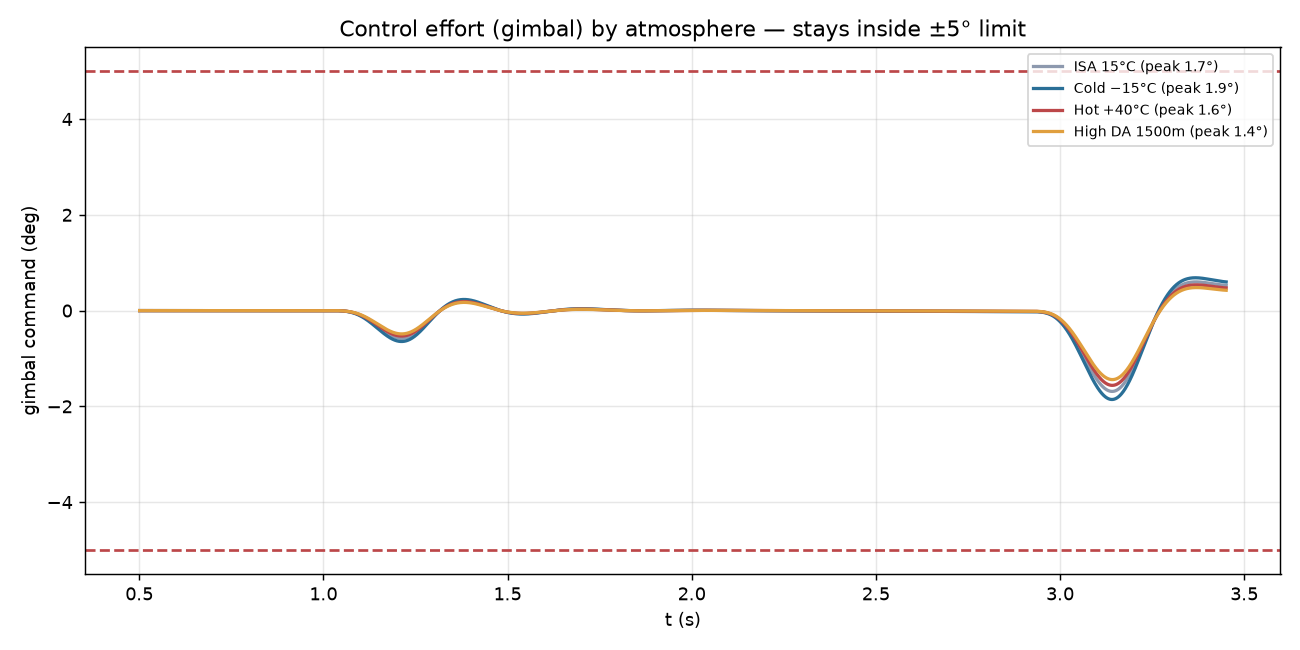 Control effort (gimbal) by atmosphere — stays inside ±5° limit
ISA 15°C (peak 1.7°)
Cold −15°C (peak 1.9°)
Hot +40°C (peak 1.6°)
High DA 1500m (peak 1.4°)
gimbal command (deg)
4
2
0
−2
−4
0.5 1.0 1.5 2.0 2.5 3.0 3.5
t (s)